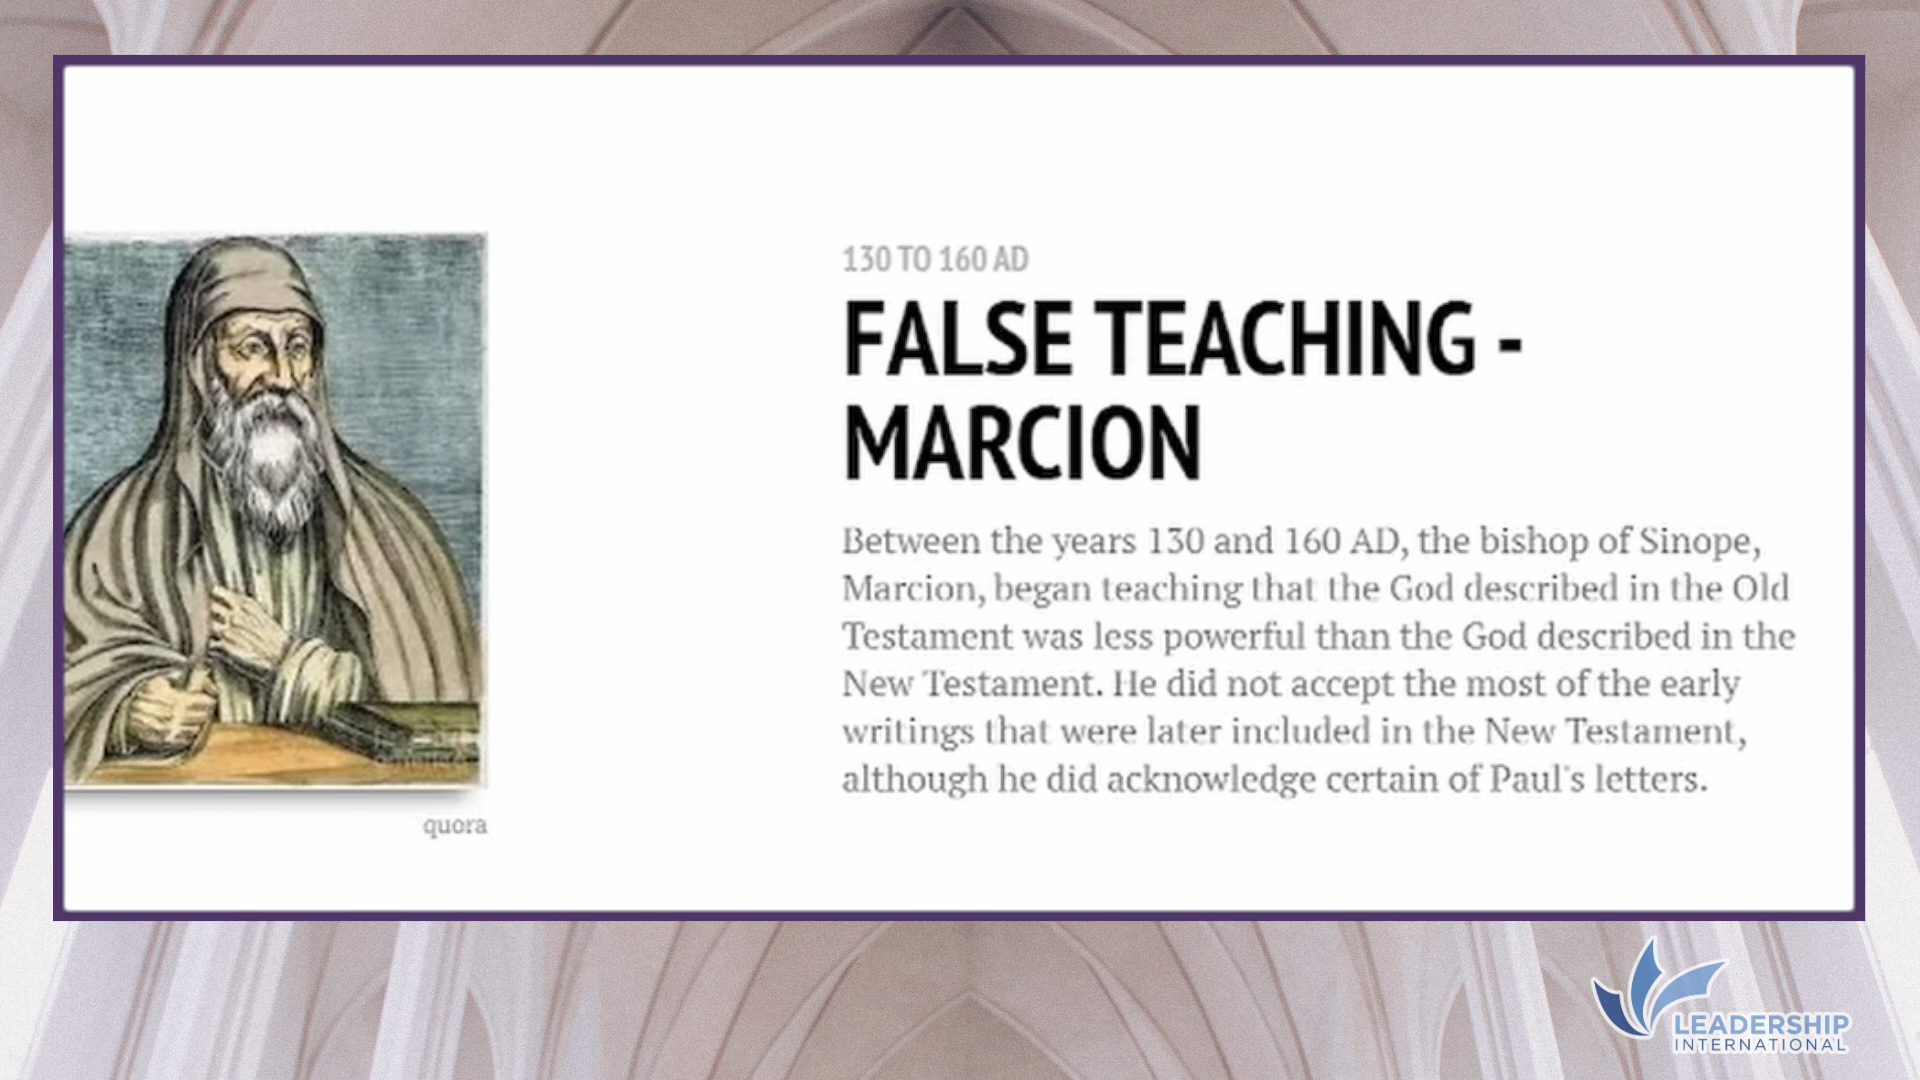 130 TO 160 AD
FALSE TEACHING -
MARCION
Between the years 130 and 160 AD, the bishop of Sinope,
Marcion, began teaching that the God described in the Old
Testament was less powerful than the God described in the
New Testament. He did not accept the most of the early
writings that were later included in the New Testament,
although he did acknowledge certain of Paul's letters.
quora
LEADERSHIP
INTERNATIONAL